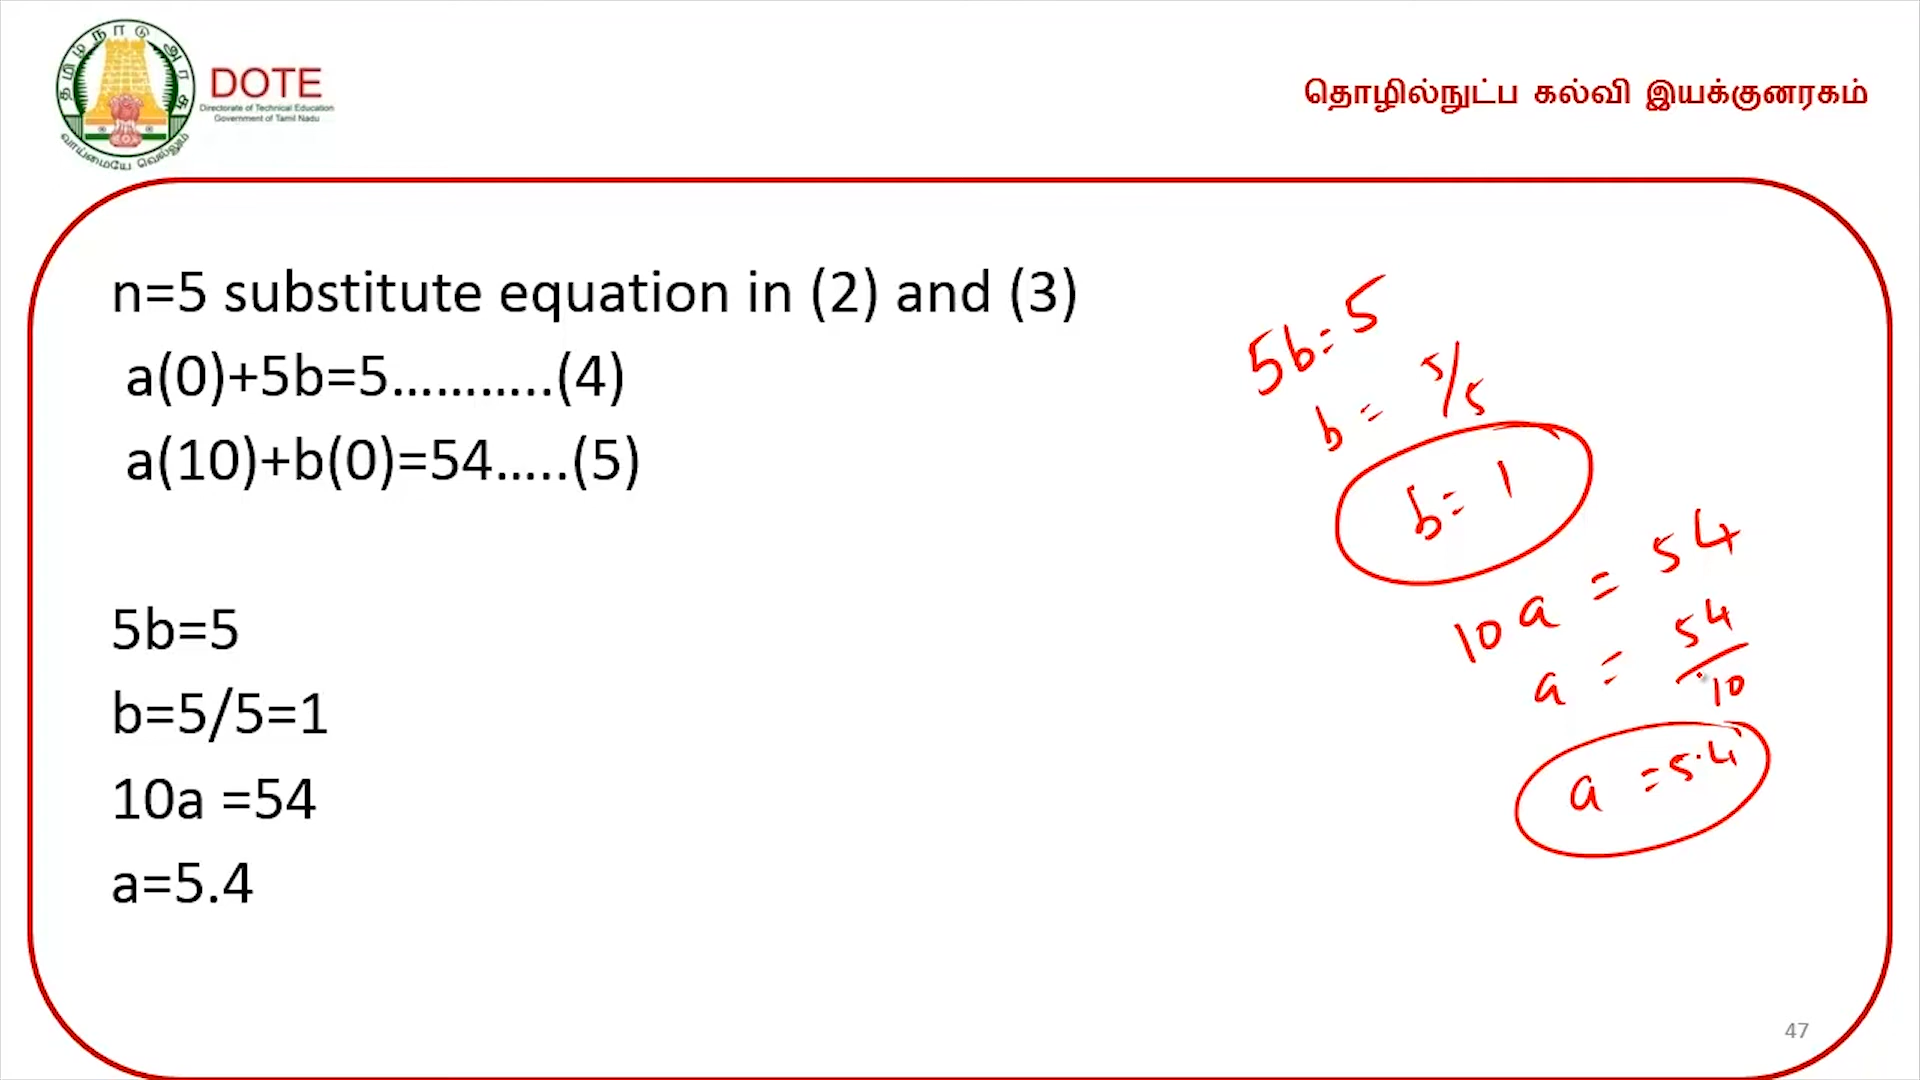 தமிழ்நாடு அரசு
வாய்மையே வெல்லும்
DOTE
Directorate of Technical Education
Government of Tamil Nadu
தொழில்நுட்ப கல்வி இயக்குனரகம்
n=5 substitute equation in (2) and (3)
a(0)+5b=5...........(4)
a(10)+b(0)=54.....(5)
5b=5
b=5/5=1
10a =54
a=5.4
5b=5
b= 5/5
b= 1
10a = 54
a = 54/10
a =5.4
47